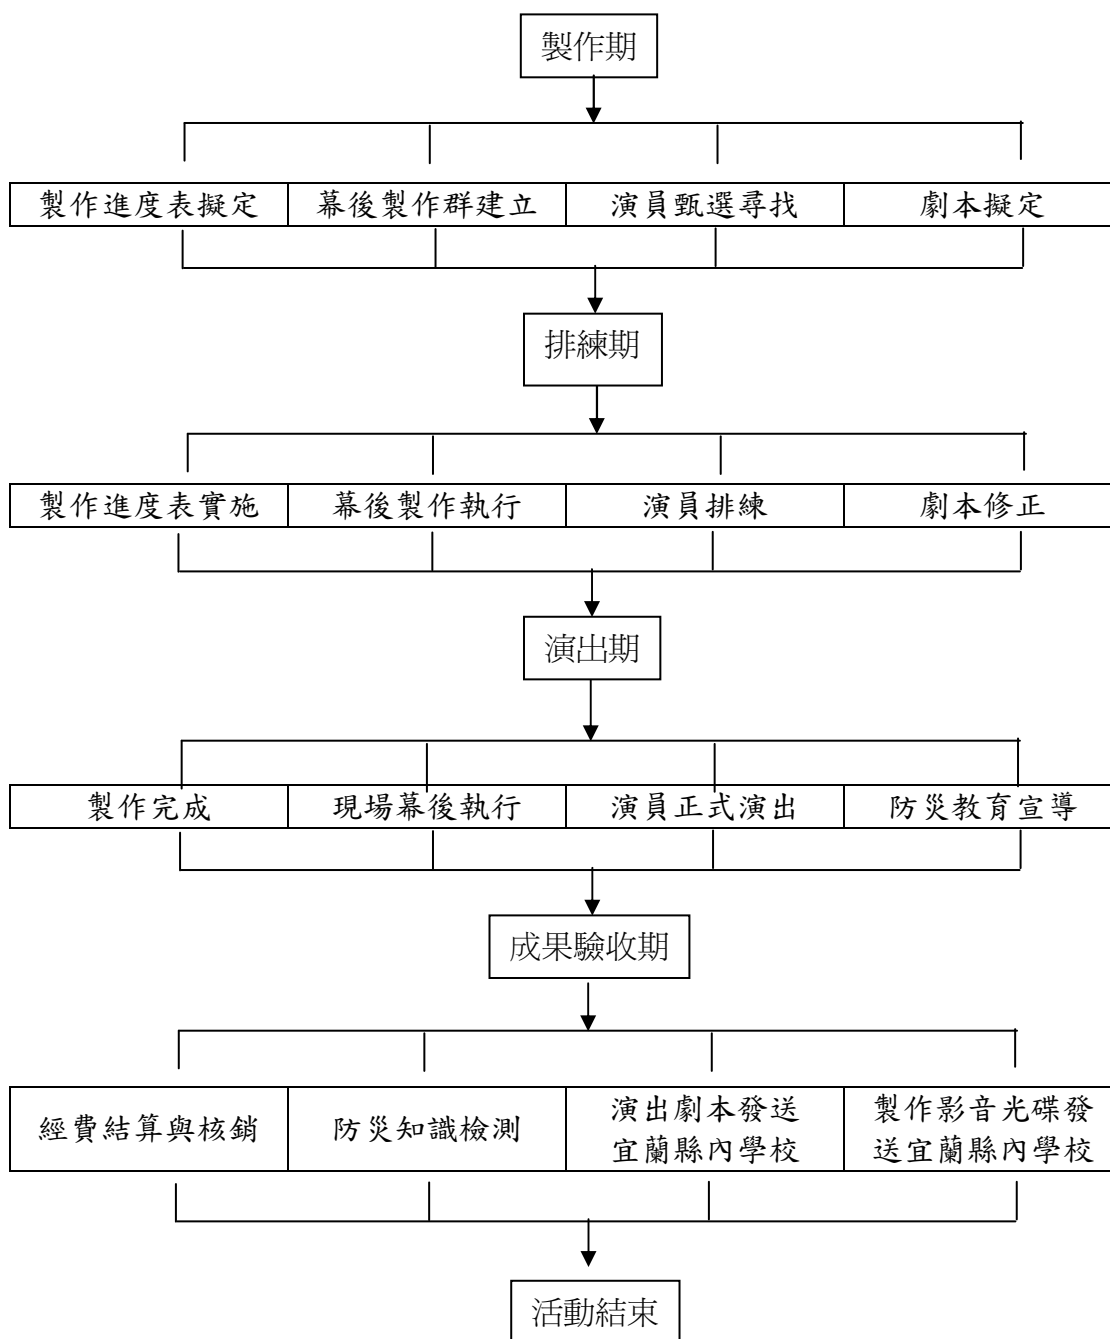 製作期
製作進度表擬定
幕後製作群建立
演員甄選尋找
劇本擬定
排練期
製作進度表實施
幕後製作執行
演員排練
劇本修正
演出期
製作完成
現場幕後執行
演員正式演出
防災教育宣導
成果驗收期
經費結算與核銷
防災知識檢測
演出劇本發送
宜蘭縣內學校
製作影音光碟發
送宜蘭縣內學校
活動結束